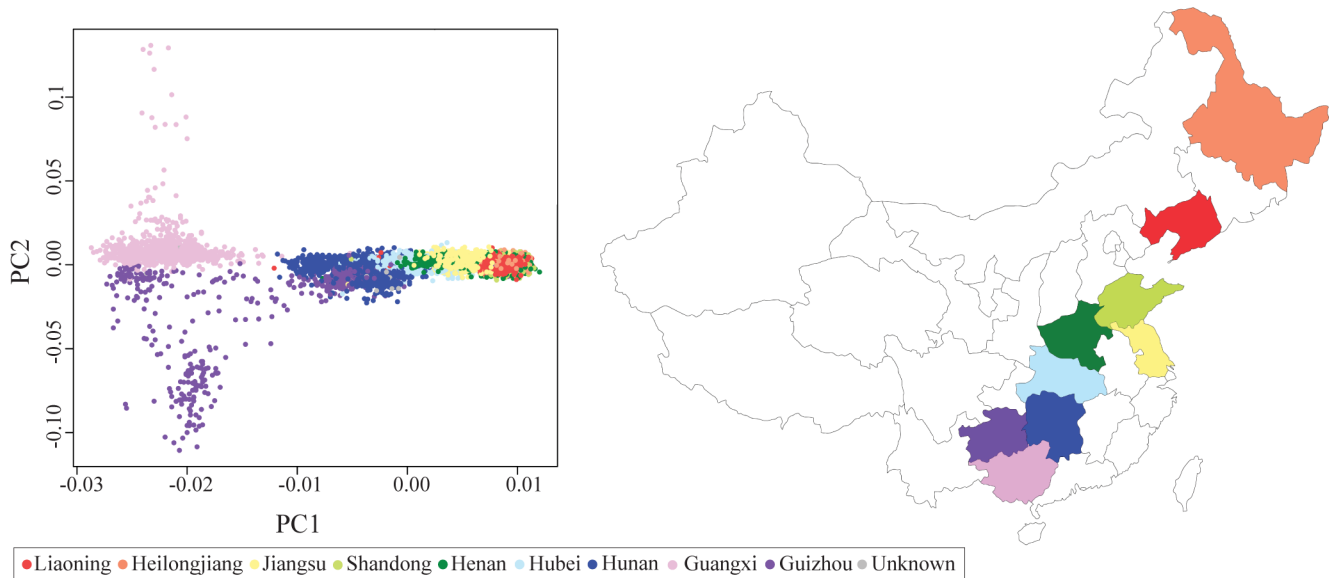 0.1
0.05
0.00
-0.05
-0.10
PC2
-0.03 -0.02 -0.01 0.00 0.01
PC1
Liaoning Heilongjiang Jiangsu Shandong Henan Hubei Hunan Guangxi Guizhou Unknown